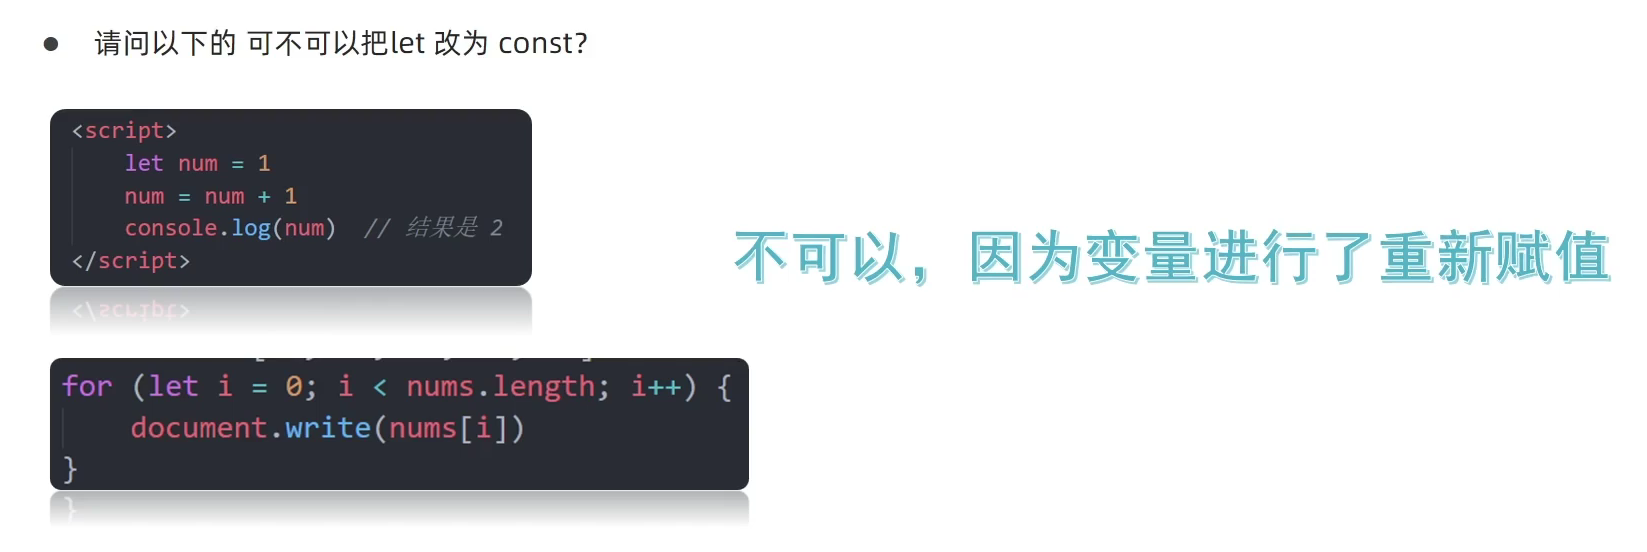 ● 请问以下的 可不可以把let 改为 const?
<script>
let num = 1
num = num + 1
console.log(num) // 结果是 2
</script>
不可以，因为变量进行了重新赋值
for (let i = 0; i < nums.length; i++) {
document.write(nums[i])
}